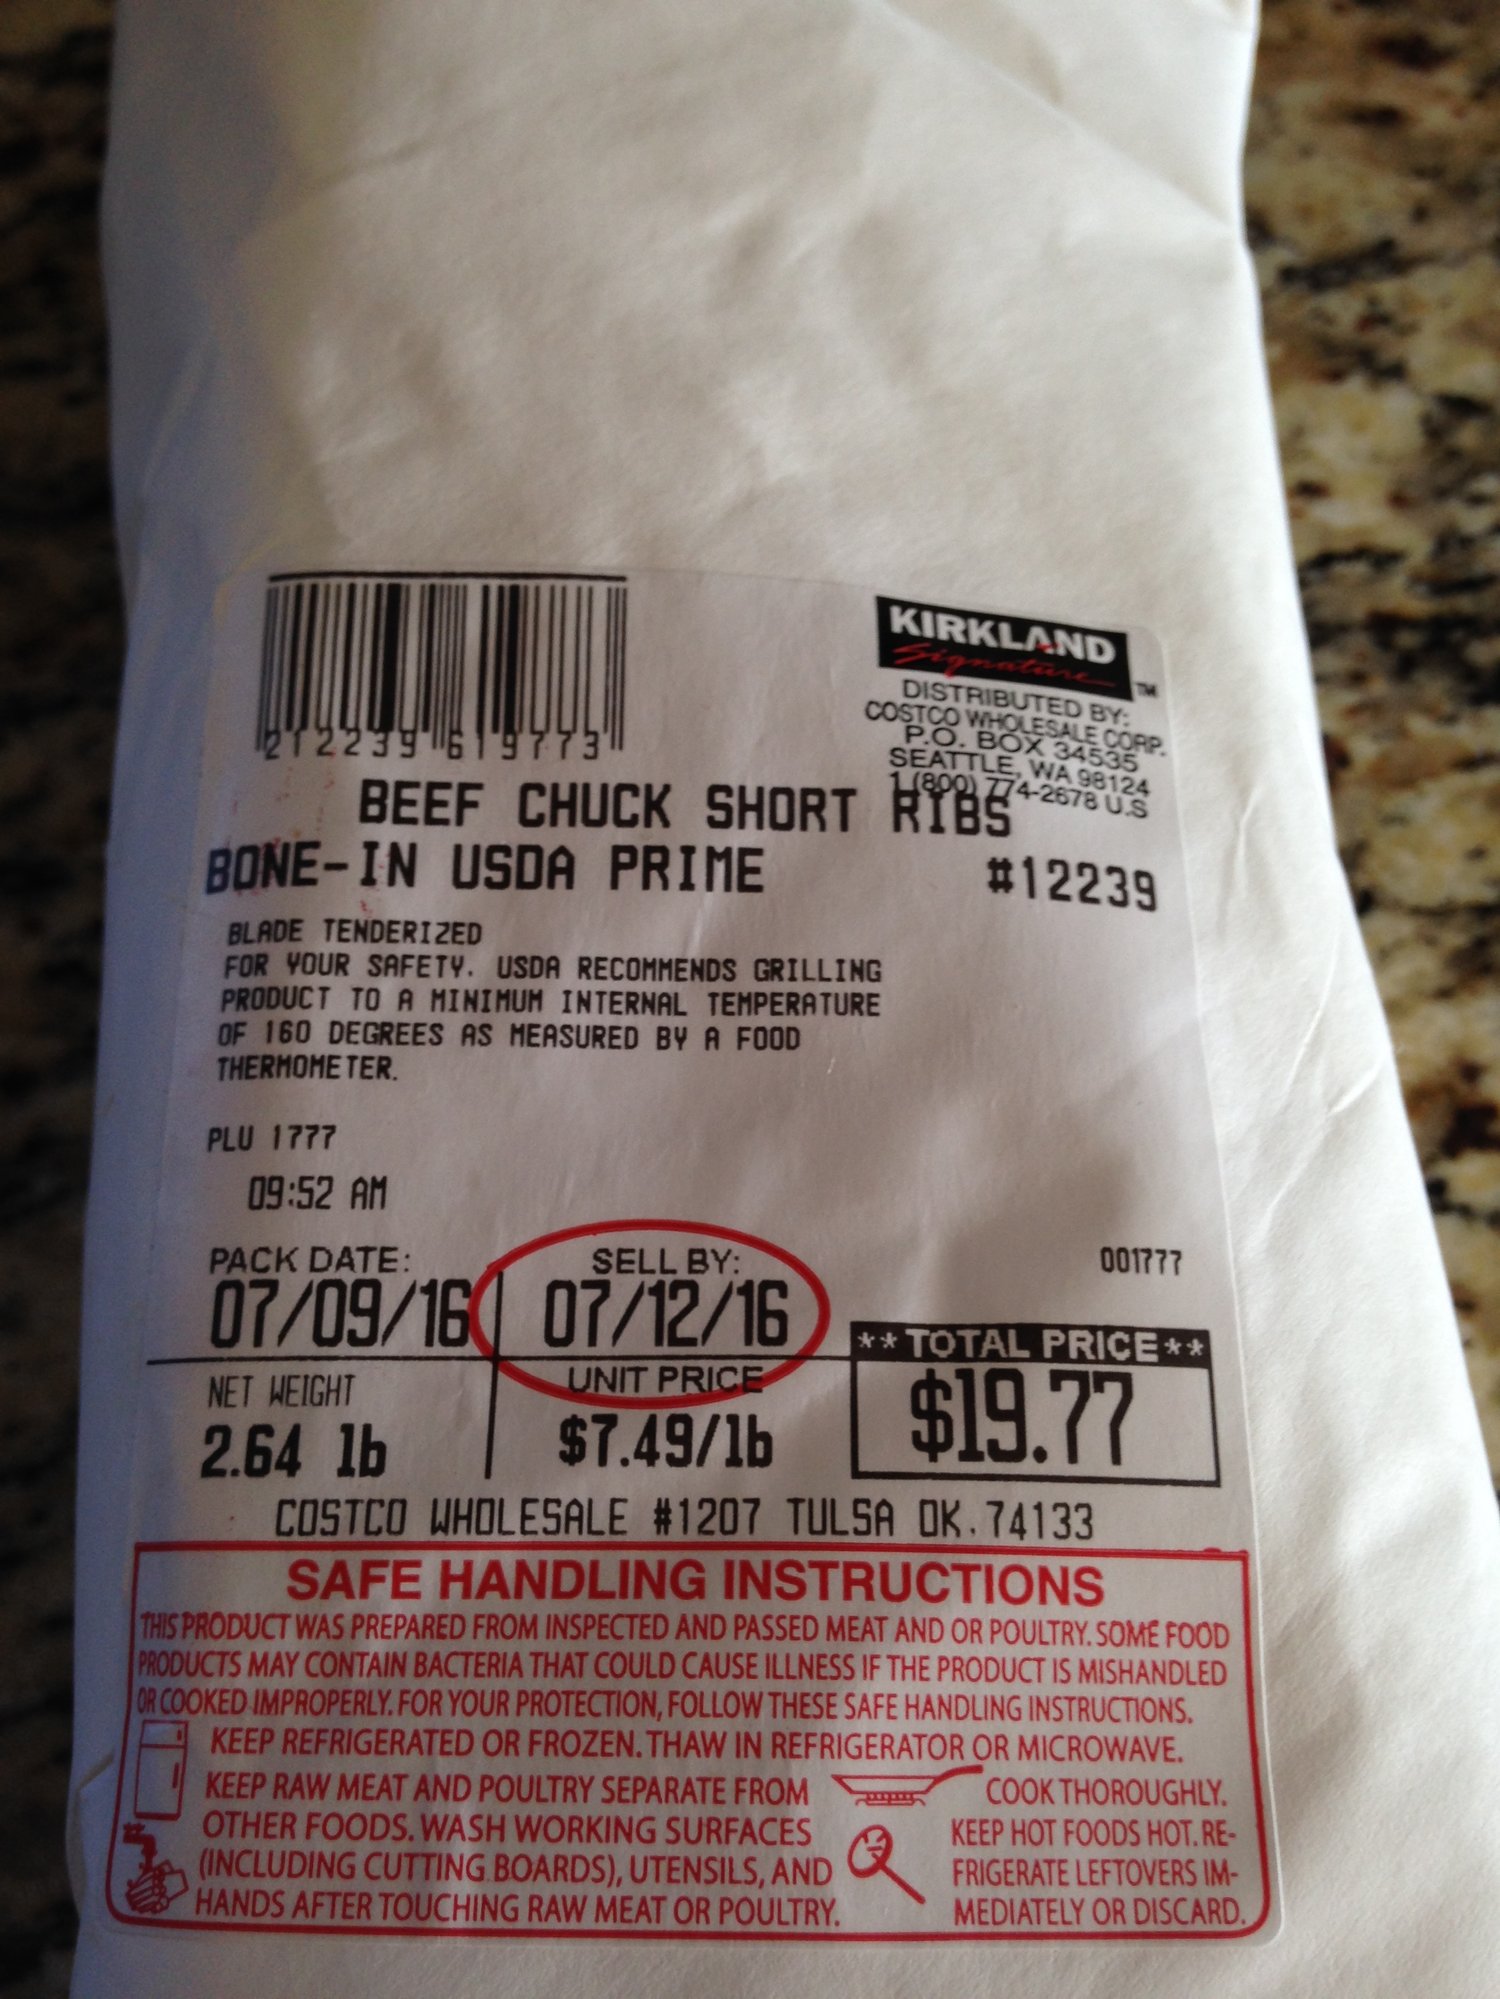 212239 619773
KIRKLAND
Signature
TM
DISTRIBUTED BY:
COSTCO WHOLESALE CORP.
P.O. BOX 34535
SEATTLE, WA 98124
1 (800) 774-2678 U.S
BEEF CHUCK SHORT RIBS
BONE-IN USDA PRIME #12239
BLADE TENDERIZED
FOR YOUR SAFETY. USDA RECOMMENDS GRILLING
PRODUCT TO A MINIMUM INTERNAL TEMPERATURE
OF 160 DEGREES AS MEASURED BY A FOOD
THERMOMETER.
PLU 1777
09:52 AM
PACK DATE: SELL BY: 001777
07/09/16 07/12/16
**TOTAL PRICE**
NET WEIGHT UNIT PRICE
2.64 lb $7.49/lb $19.77
COSTCO WHOLESALE #1207 TULSA OK. 74133
SAFE HANDLING INSTRUCTIONS
THIS PRODUCT WAS PREPARED FROM INSPECTED AND PASSED MEAT AND OR POULTRY. SOME FOOD
PRODUCTS MAY CONTAIN BACTERIA THAT COULD CAUSE ILLNESS IF THE PRODUCT IS MISHANDLED
OR COOKED IMPROPERLY. FOR YOUR PROTECTION, FOLLOW THESE SAFE HANDLING INSTRUCTIONS.
KEEP REFRIGERATED OR FROZEN. THAW IN REFRIGERATOR OR MICROWAVE.
KEEP RAW MEAT AND POULTRY SEPARATE FROM
OTHER FOODS. WASH WORKING SURFACES
(INCLUDING CUTTING BOARDS), UTENSILS, AND
HANDS AFTER TOUCHING RAW MEAT OR POULTRY.
COOK THOROUGHLY.
KEEP HOT FOODS HOT. RE-
FRIGERATE LEFTOVERS IM-
MEDIATELY OR DISCARD.